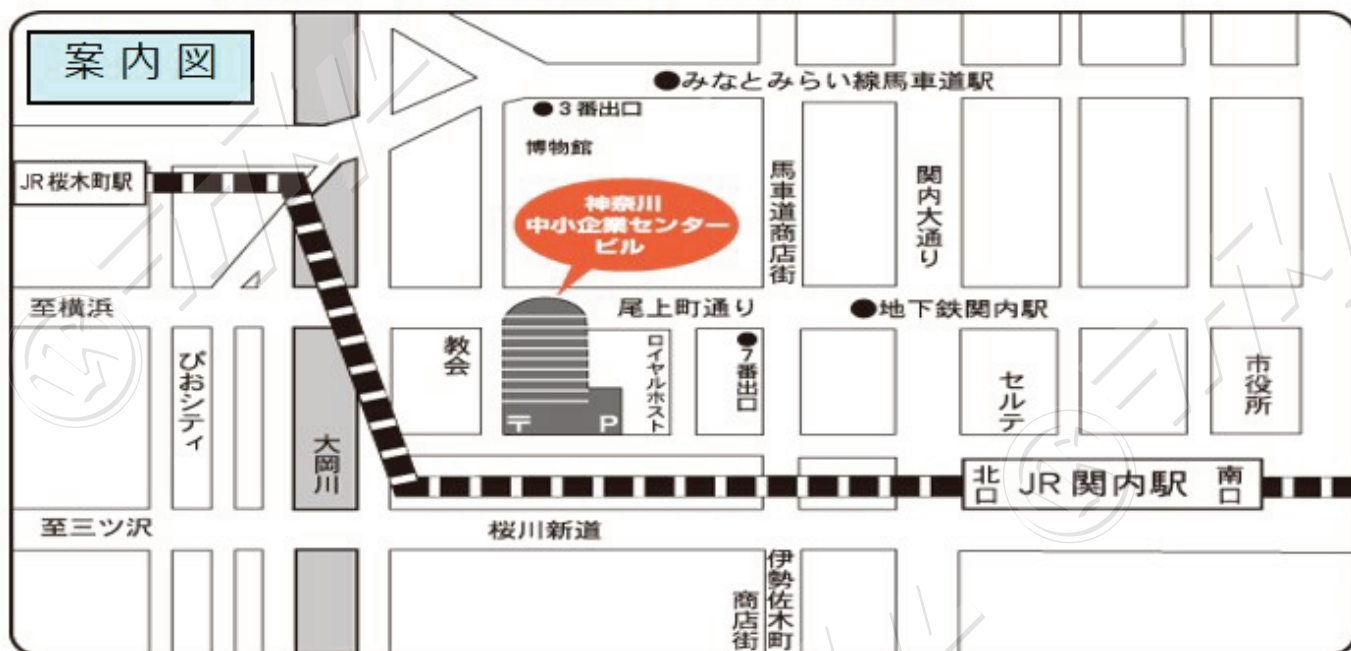 案内図
●みなとみらい線馬車道駅
●3番出口
博物館
JR桜木町駅
神奈川
中小企業センター
ビル
馬車道商店街
関内大通り
至横浜
尾上町通り
●地下鉄関内駅
ぴおシティ
教会
ロイヤルホスト
●7番出口
セルテ
市役所
〒
P
大岡川
北口
JR関内駅
南口
至三ツ沢
桜川新道
伊勢佐木町
商店街